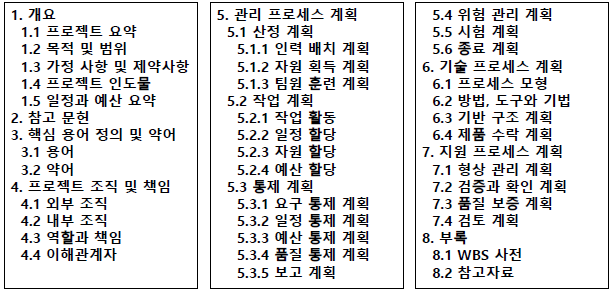 1. 개요
1.1 프로젝트 요약
1.2 목적 및 범위
1.3 가정 사항 및 제약사항
1.4 프로젝트 인도물
1.5 일정과 예산 요약
2. 참고 문헌
3. 핵심 용어 정의 및 약어
3.1 용어
3.2 약어
4. 프로젝트 조직 및 책임
4.1 외부 조직
4.2 내부 조직
4.3 역할과 책임
4.4 이해관계자
5. 관리 프로세스 계획
5.1 산정 계획
5.1.1 인력 배치 계획
5.1.2 자원 획득 계획
5.1.3 팀원 훈련 계획
5.2 작업 계획
5.2.1 작업 활동
5.2.2 일정 할당
5.2.3 자원 할당
5.2.4 예산 할당
5.3 통제 계획
5.3.1 요구 통제 계획
5.3.2 일정 통제 계획
5.3.3 예산 통제 계획
5.3.4 품질 통제 계획
5.3.5 보고 계획
5.4 위험 관리 계획
5.5 시험 계획
5.6 종료 계획
6. 기술 프로세스 계획
6.1 프로세스 모형
6.2 방법, 도구와 기법
6.3 기반 구조 계획
6.4 제품 수락 계획
7. 지원 프로세스 계획
7.1 형상 관리 계획
7.2 검증과 확인 계획
7.3 품질 보증 계획
7.4 검토 계획
8. 부록
8.1 WBS 사전
8.2 참고자료